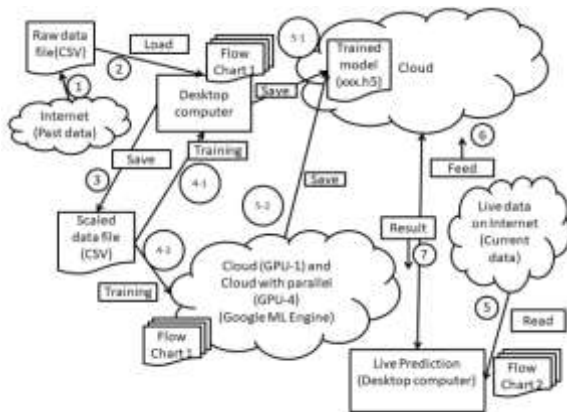 Raw data
file(CSV)
Load
Flow
Chart 1
5-1
Trained
model
(xxx.h5)
Cloud
1
2
Desktop
computer
Save
Internet
(Past data)
Save
Training
3
4-1
5-2
Save
6
Feed
Scaled
data file
(CSV)
4-2
Training
Cloud (GPU-1) and
Cloud with parallel
(GPU-4)
(Google ML Engine)
Flow
Chart 1
Result
7
Live data
on Internet
(Current
data)
5
Read
Live Prediction
(Desktop computer)
Flow
Chart 2